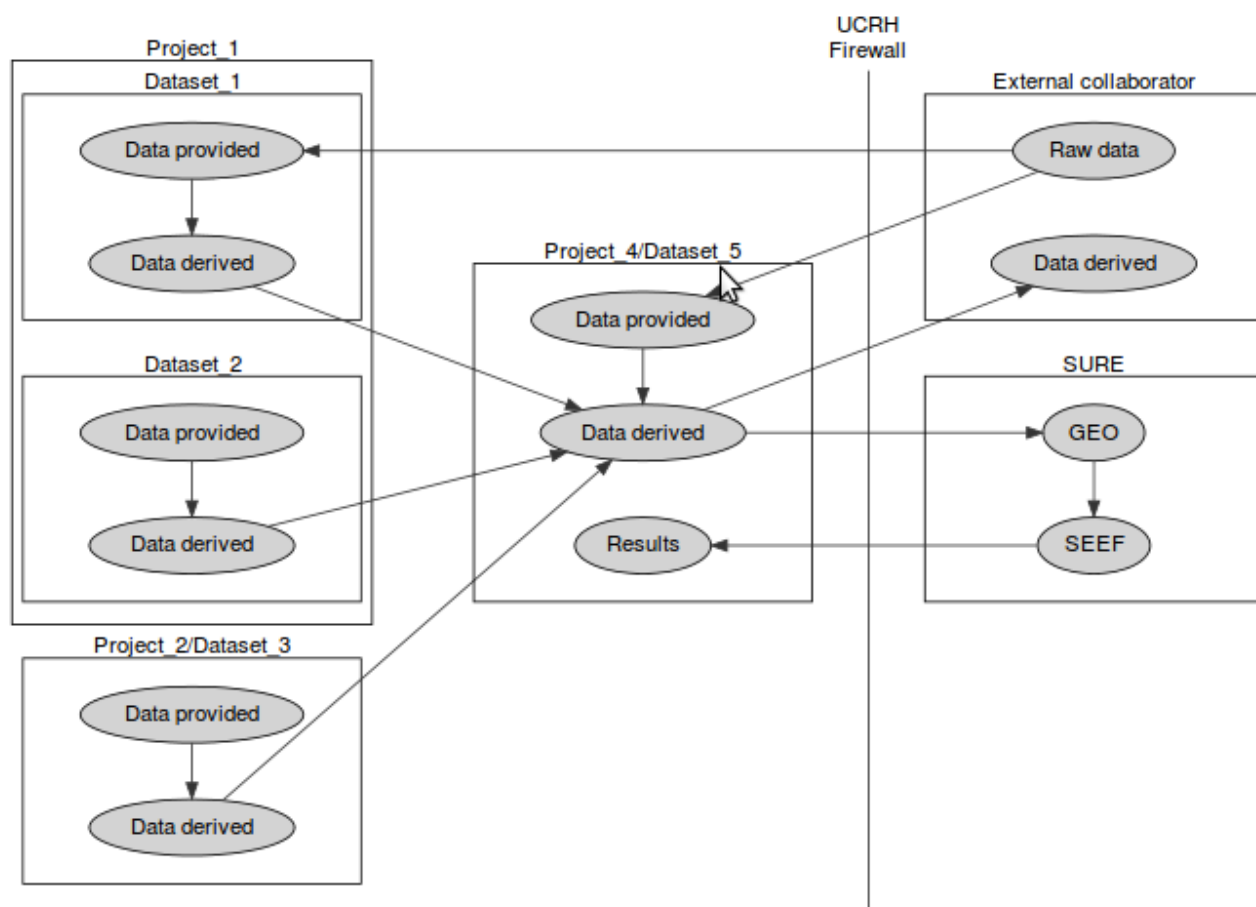 UCRH
Firewall
Project_1
Dataset_1
Data provided
Data derived
Dataset_2
Data provided
Data derived
Project_2/Dataset_3
Data provided
Data derived
Project_4/Dataset_5
Data provided
Data derived
Results
External collaborator
Raw data
Data derived
SURE
GEO
SEEF